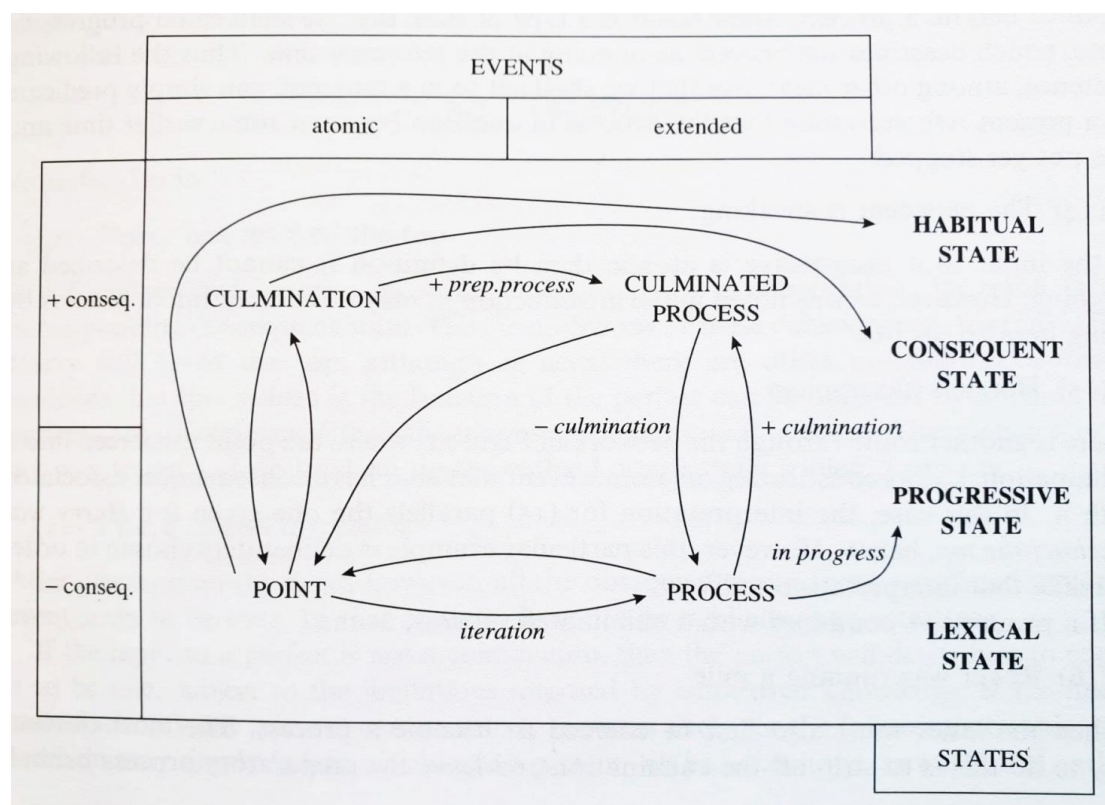 EVENTS
atomic extended
HABITUAL
STATE
+ conseq. CULMINATION + prep.process CULMINATED
PROCESS
CONSEQUENT
STATE
− culmination + culmination
PROGRESSIVE
STATE
in progress
− conseq. POINT PROCESS
iteration
LEXICAL
STATE
STATES